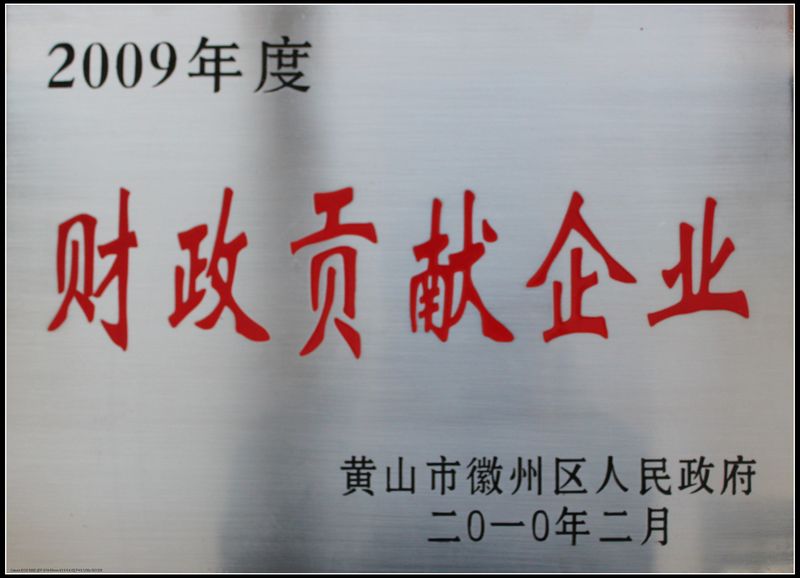 2009年度
财政贡献企业
黄山市徽州区人民政府
二0一0年二月